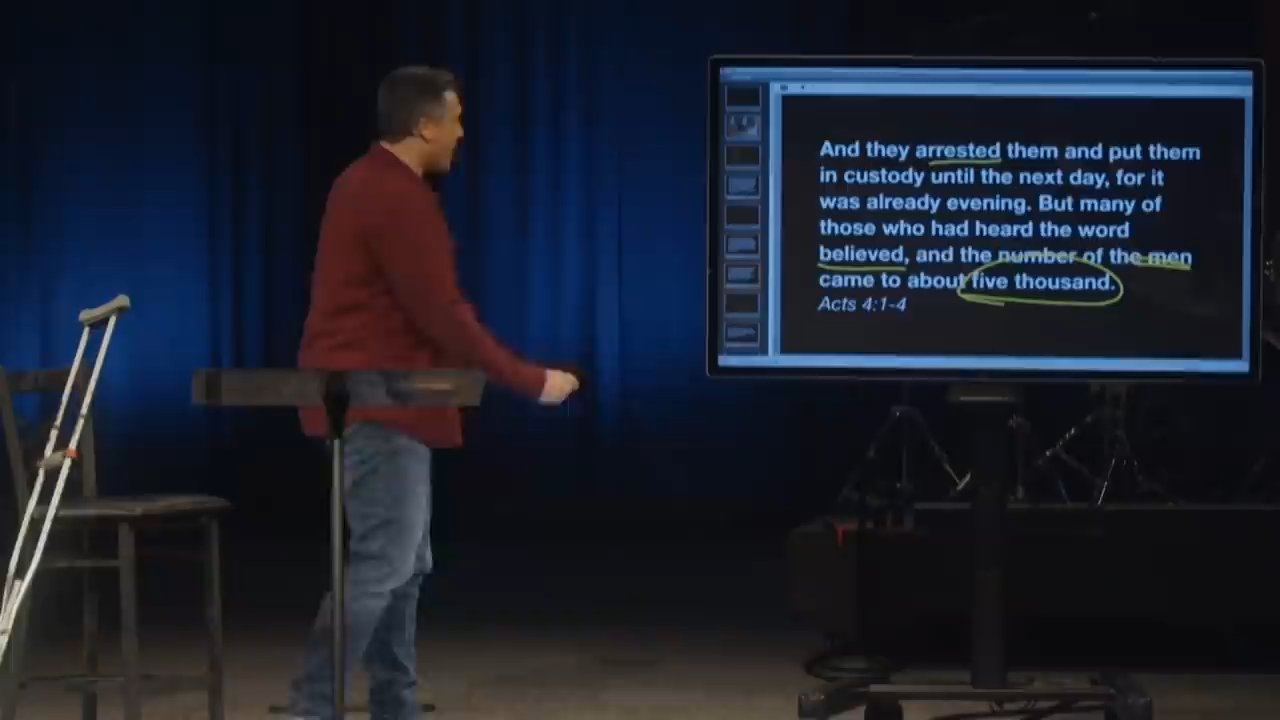 And they arrested them and put them
in custody until the next day, for it
was already evening. But many of
those who had heard the word
believed, and the number of the men
came to about five thousand.
Acts 4:1-4